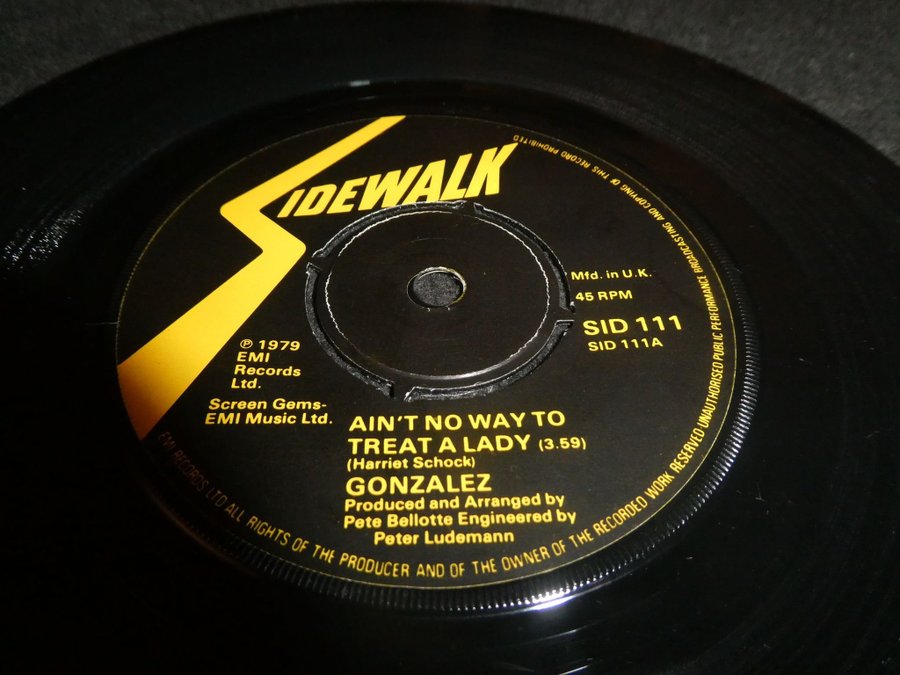 SIDEWALK
Mfd. in U.K.
45 RPM
SID 111
SID 111A
℗ 1979
EMI
Records
Ltd.
Screen Gems-
EMI Music Ltd.
AIN'T NO WAY TO
TREAT A LADY (3.59)
(Harriet Schock)
GONZALEZ
Produced and Arranged by
Pete Bellotte Engineered by
Peter Ludemann
EMI RECORDS LTD ALL RIGHTS OF THE PRODUCER AND OF THE OWNER OF THE RECORDED WORK RESERVED UNAUTHORISED PUBLIC PERFORMANCE BROADCASTING AND COPYING OF THIS RECORD PROHIBITED